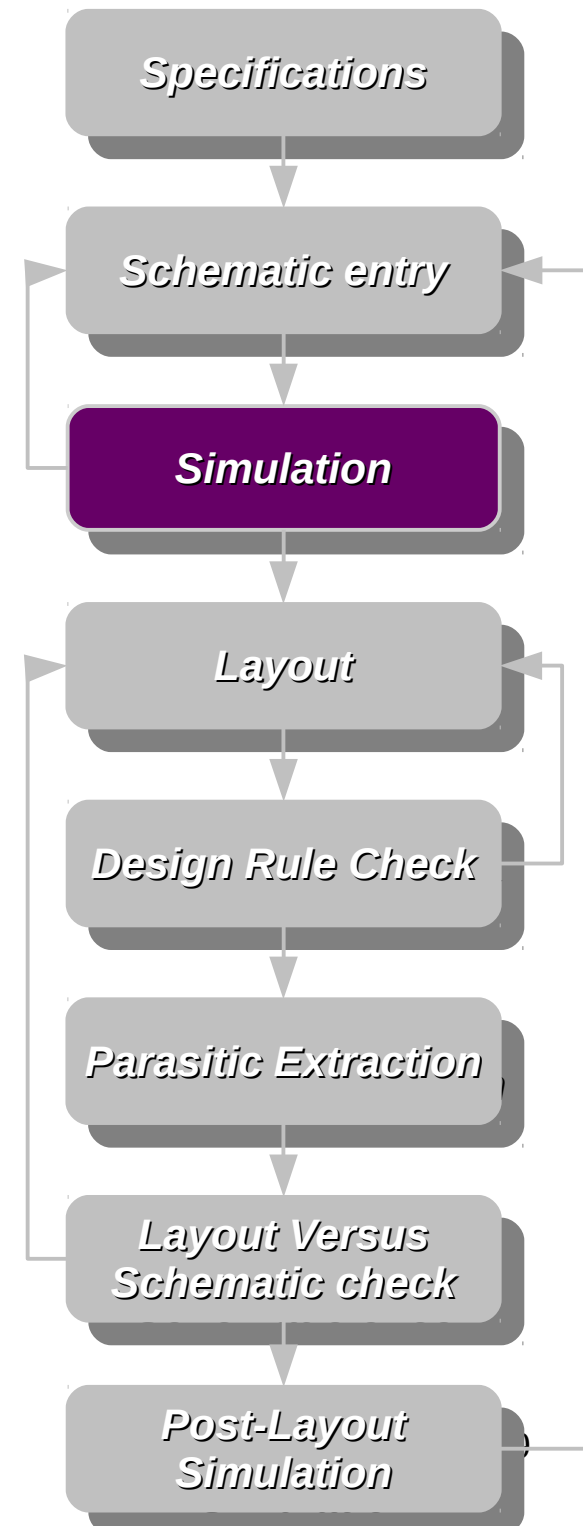 Specifications
Schematic entry
Simulation
Layout
Design Rule Check
Parasitic Extraction
Layout Versus
Schematic check
Post-Layout
Simulation